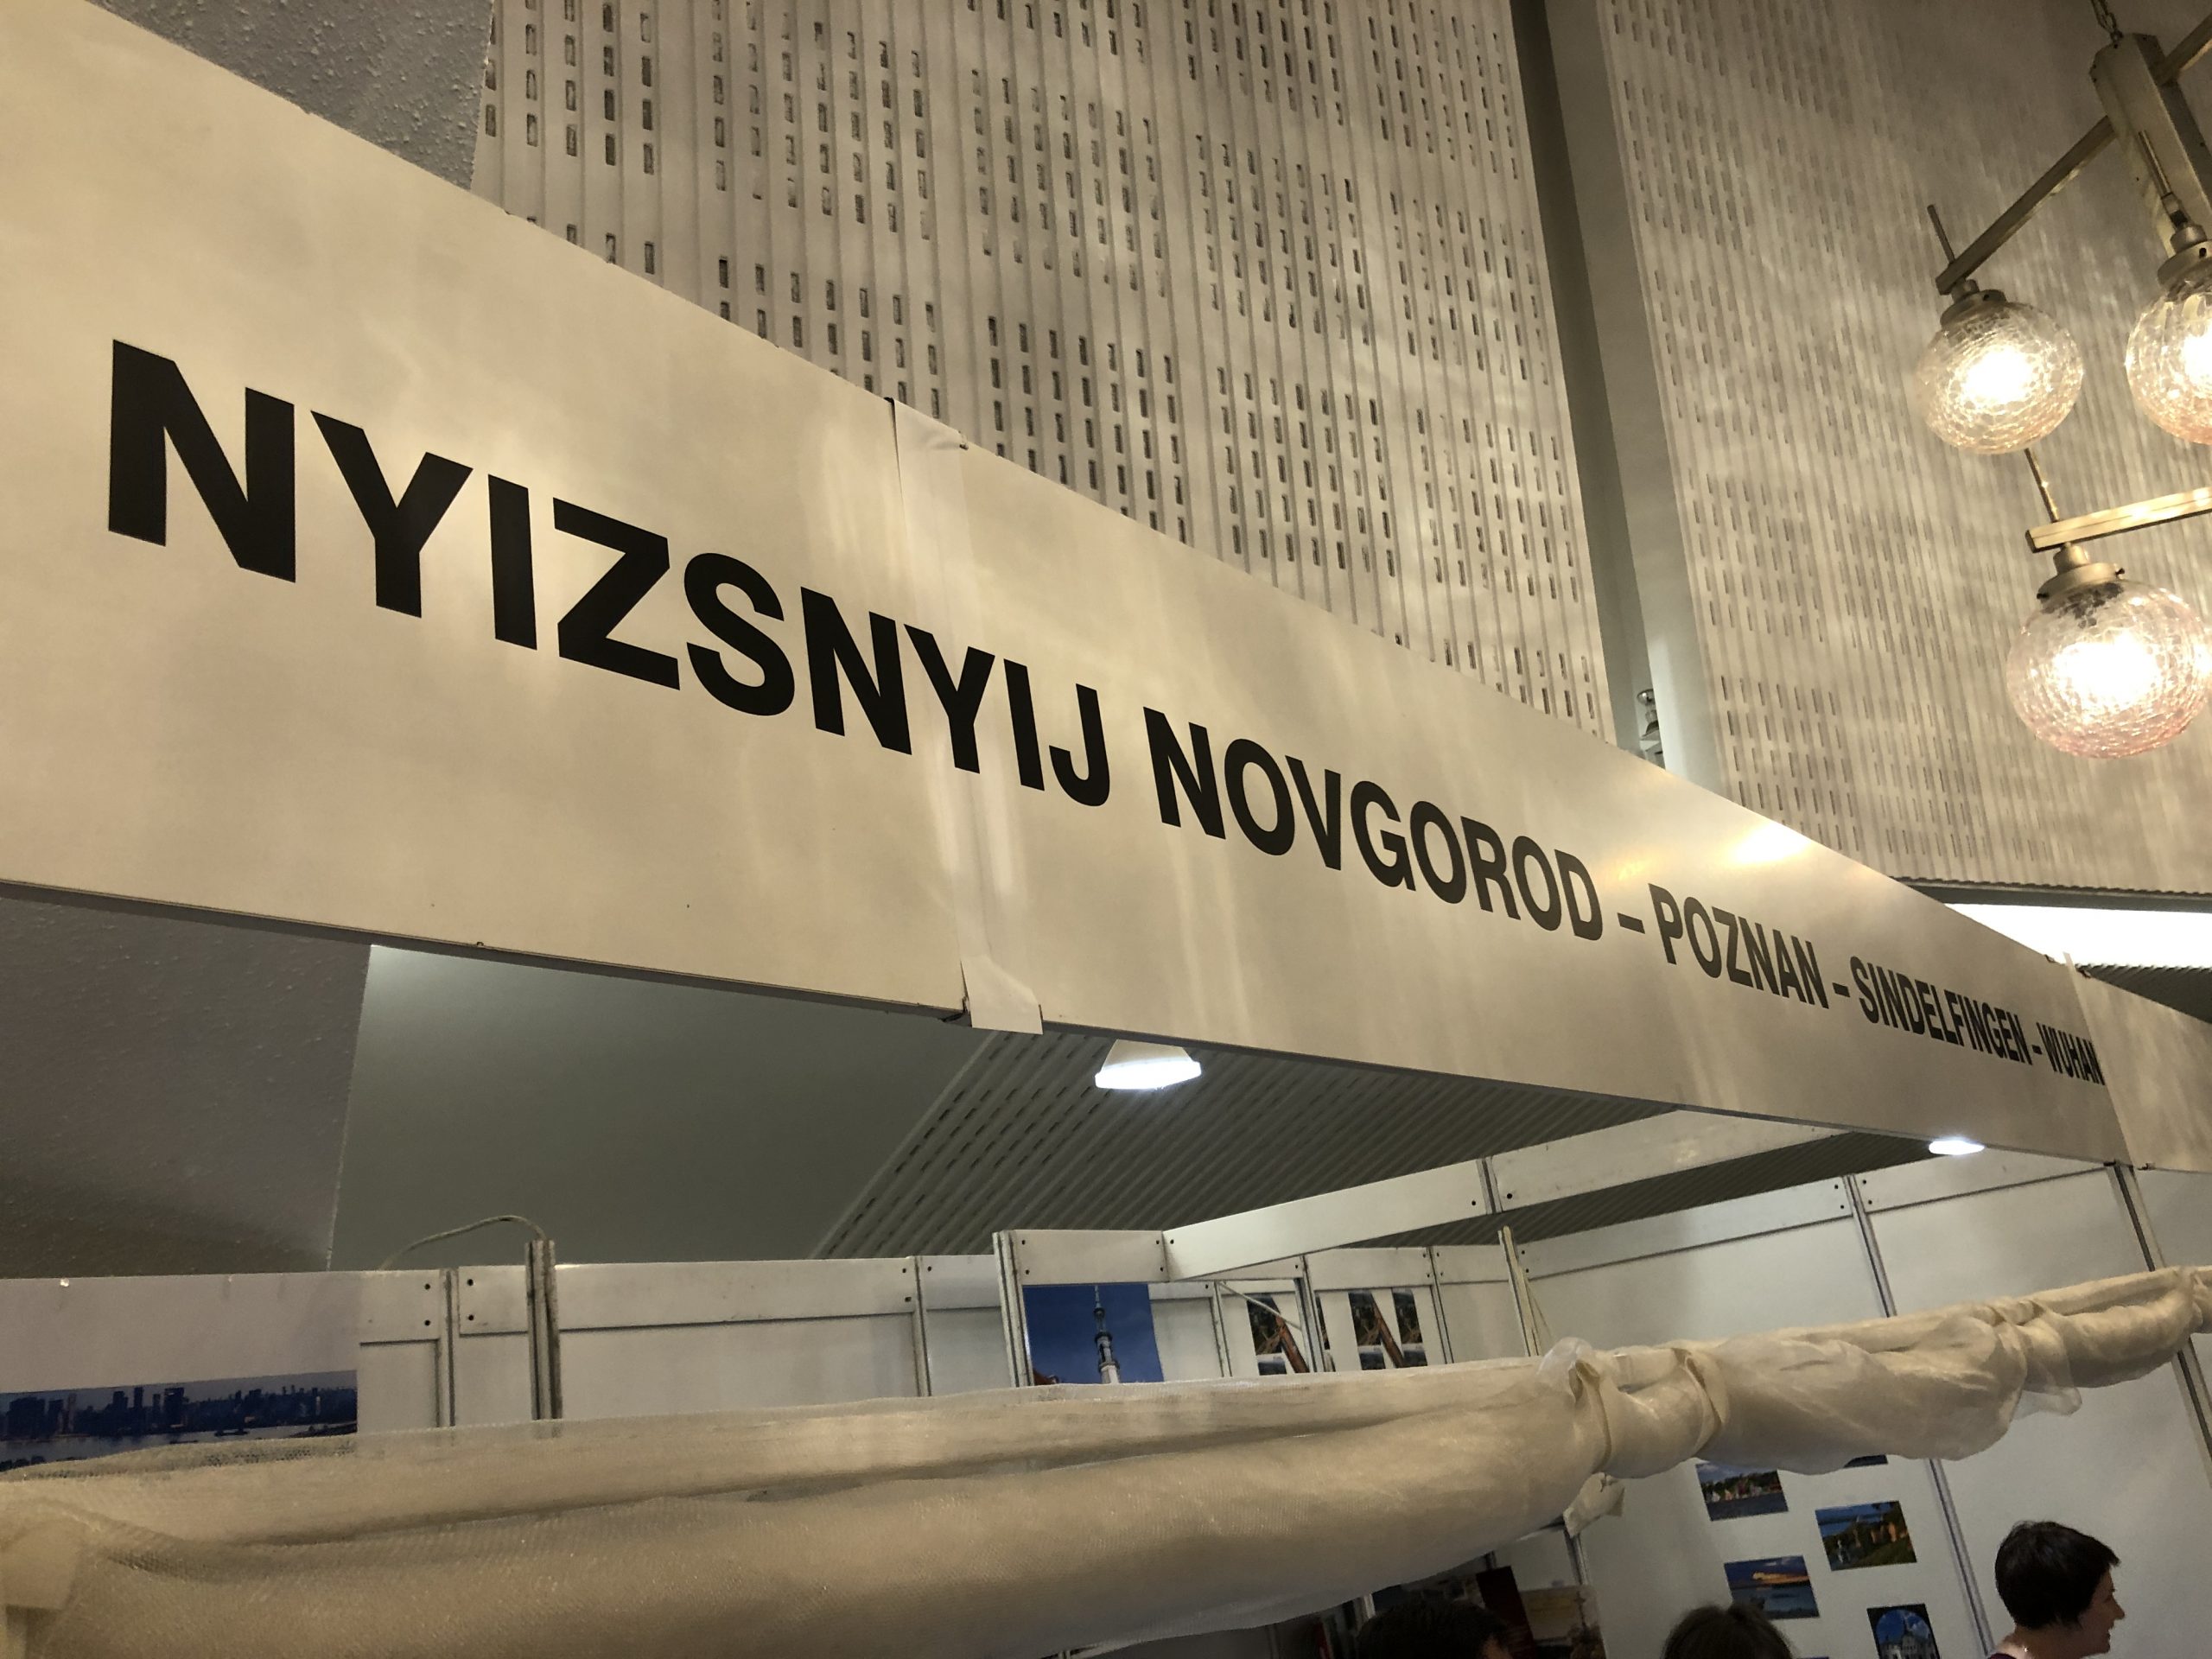 NYIZSNYIJ NOVGOROD – POZNAN – SINDELFINGEN – WUHAN